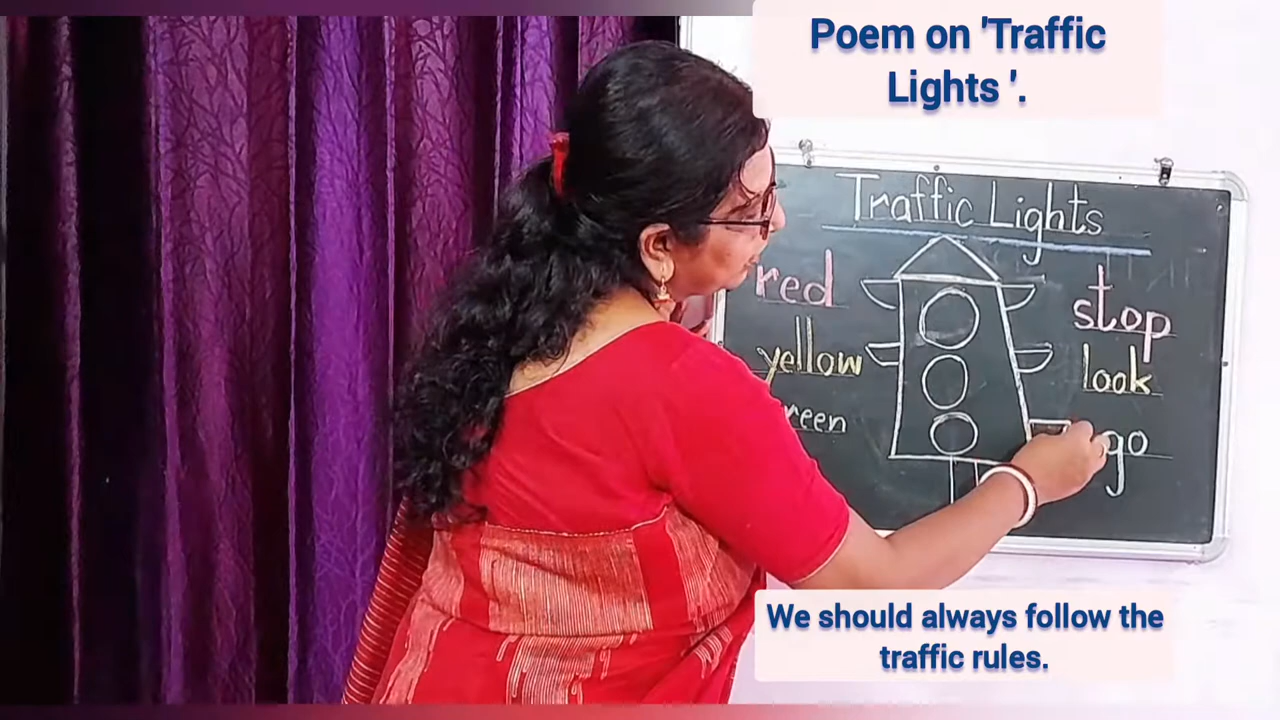 Poem on 'Traffic
Lights '.
Traffic Lights
red
stop
yellow
look
reen
go
We should always follow the
traffic rules.